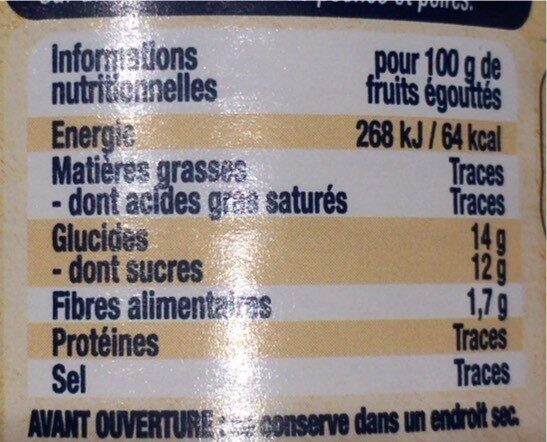 et poires.
Informations
nutritionnelles
pour 100 g de
fruits égouttés
Energie 268 kJ / 64 kcal
Matières grasses Traces
- dont acides gras saturés Traces
Glucides 14 g
- dont sucres 12 g
Fibres alimentaires 1,7 g
Protéines Traces
Sel Traces
AVANT OUVERTURE : conserve dans un endroit sec.